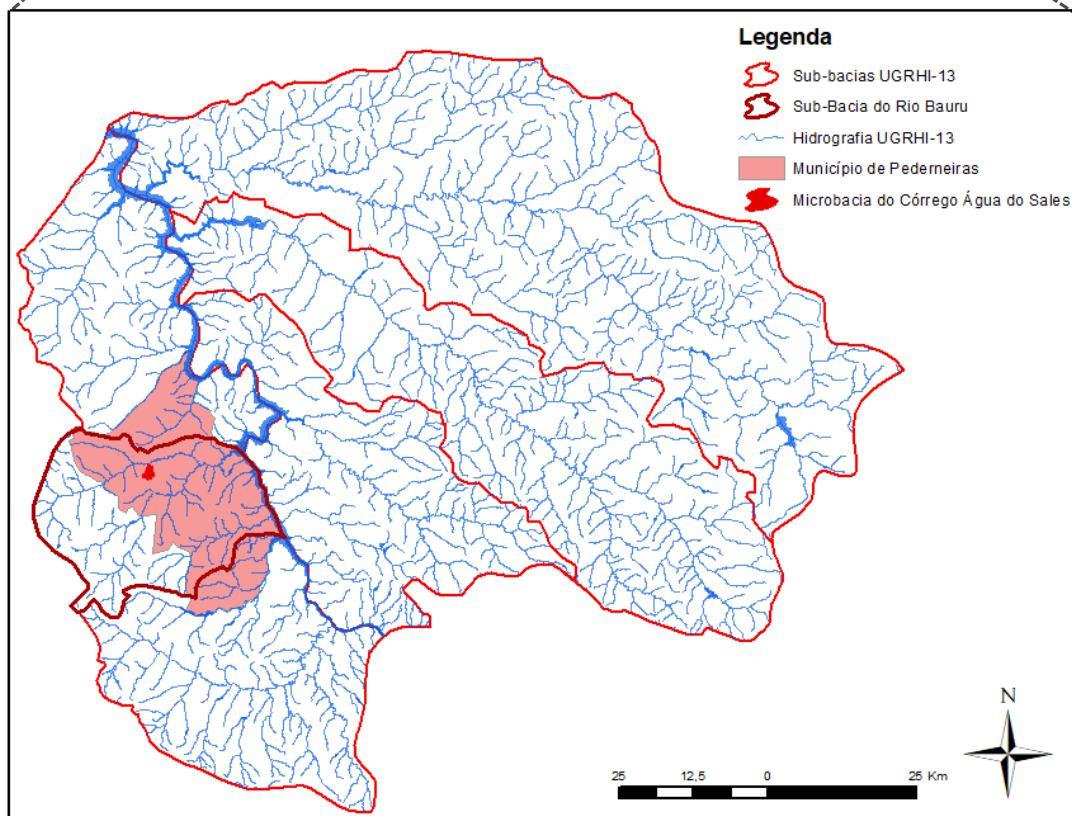 Legenda
Sub-bacias UGRHI-13
Sub-Bacia do Rio Bauru
Hidrografia UGRHI-13
Município de Pederneiras
Microbacia do Córrego Água do Sales
N
25 12,5 0 25 Km